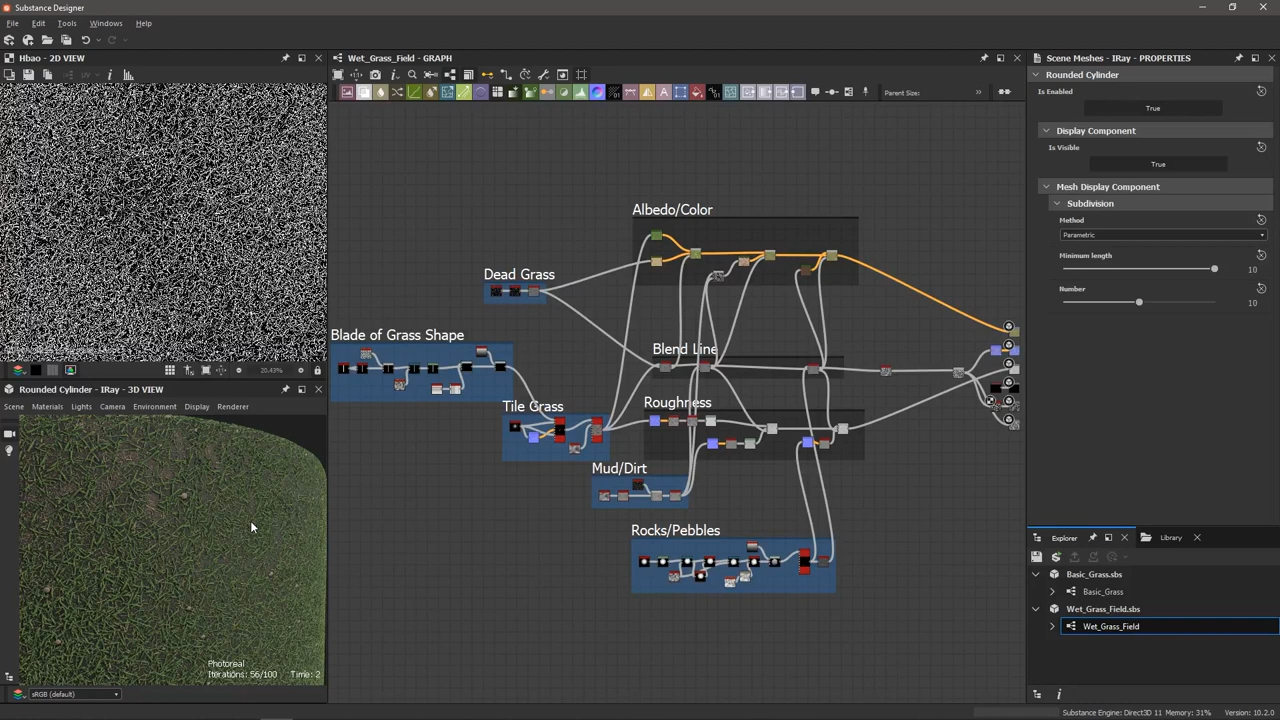 Substance Designer
File Edit Tools Windows Help
Hbao - 2D VIEW
UV
20.43%
Rounded Cylinder - IRay - 3D VIEW
Scene Materials Lights Camera Environment Display Renderer
Photoreal
Iterations: 56/100 Time: 2
sRGB (default)
Wet_Grass_Field - GRAPH
Parent Size:
Albedo/Color
Dead Grass
Blade of Grass Shape
Blend Line
Tile Grass
Roughness
Mud/Dirt
Rocks/Pebbles
Scene Meshes - IRay - PROPERTIES
Rounded Cylinder
Is Enabled
True
Display Component
Is Visible
True
Mesh Display Component
Subdivision
Method
Parametric
Minimum length
10
Number
10
Explorer
Library
Basic_Grass.sbs
Basic_Grass
Wet_Grass_Field.sbs
Wet_Grass_Field
Substance Engine: Direct3D 11 Memory: 31% Version: 10.2.0